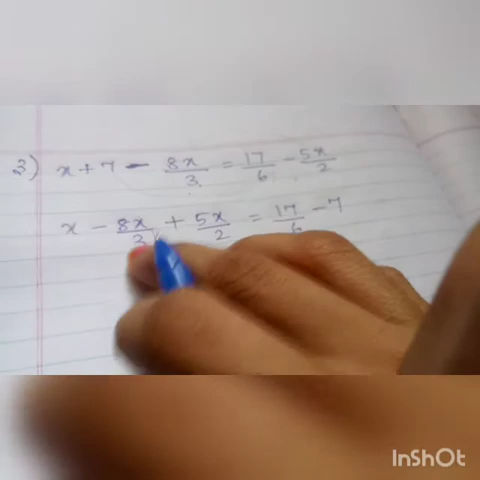 3) x + 7 - 8x/3 = 17/6 - 5x/2
x - 8x/3 + 5x/2 = 17/6 - 7
InShOt